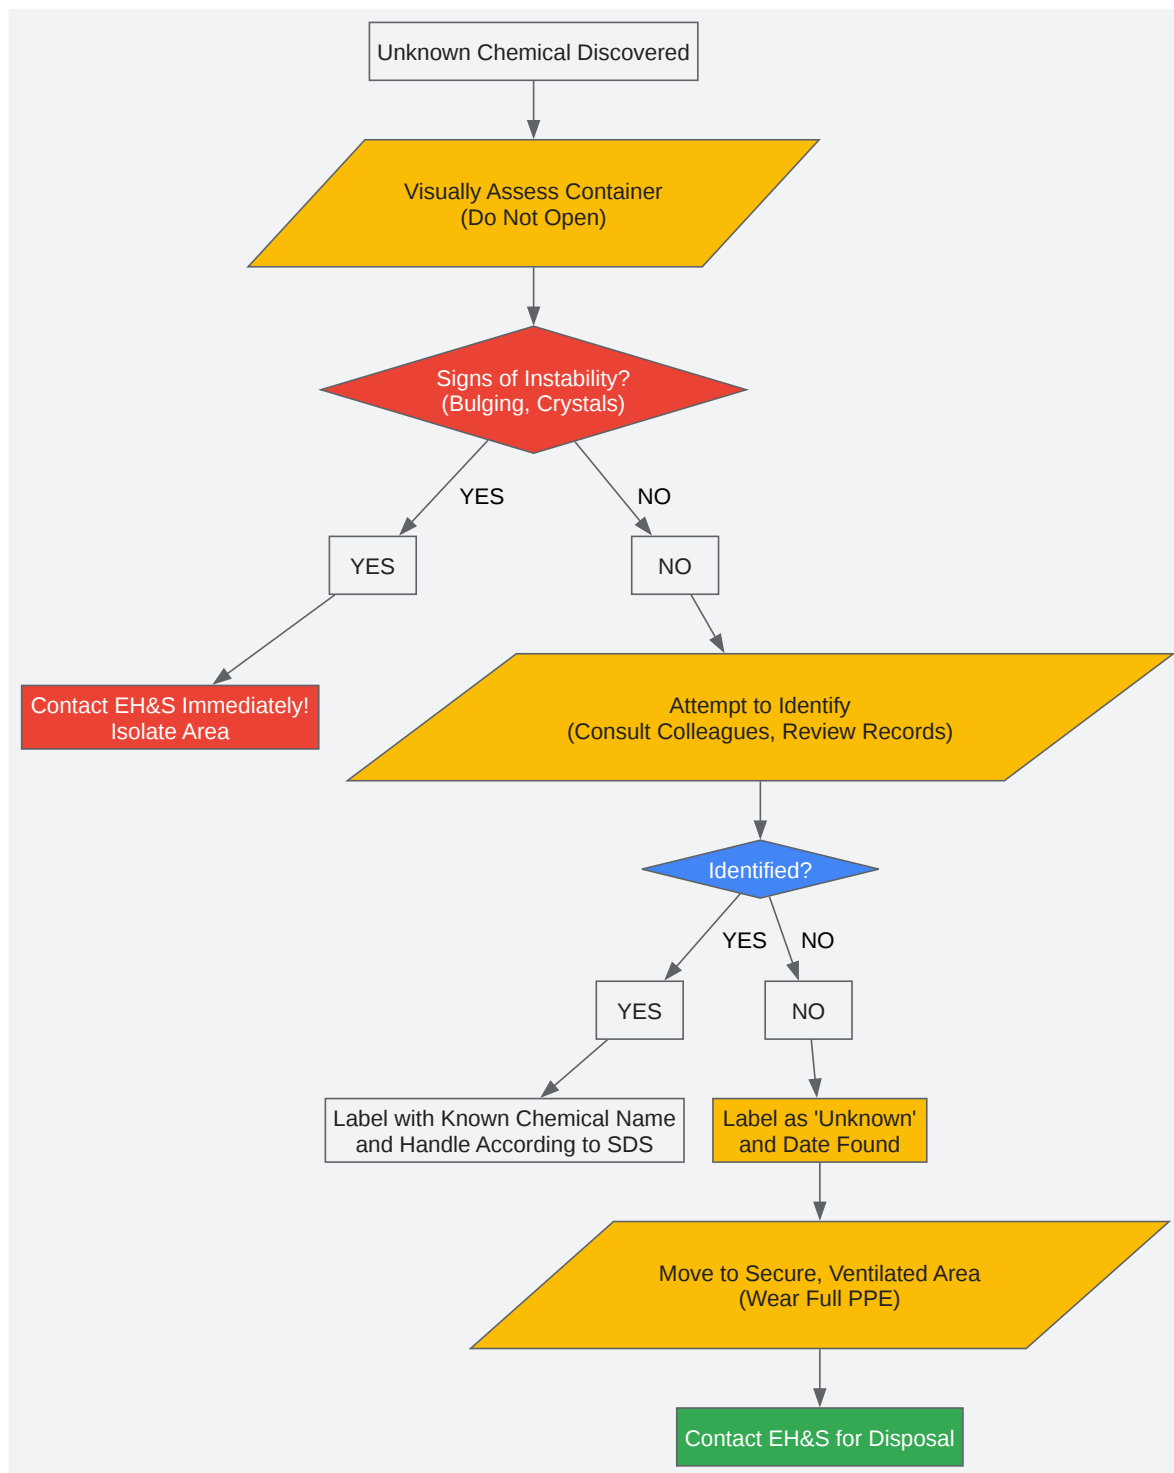 Unknown Chemical Discovered
Visually Assess Container
(Do Not Open)
Signs of Instability?
(Bulging, Crystals)
YES
NO
YES
NO
Contact EH&S Immediately!
Isolate Area
Attempt to Identify
(Consult Colleagues, Review Records)
Identified?
YES
NO
YES
NO
Label with Known Chemical Name
and Handle According to SDS
Label as 'Unknown'
and Date Found
Move to Secure, Ventilated Area
(Wear Full PPE)
Contact EH&S for Disposal